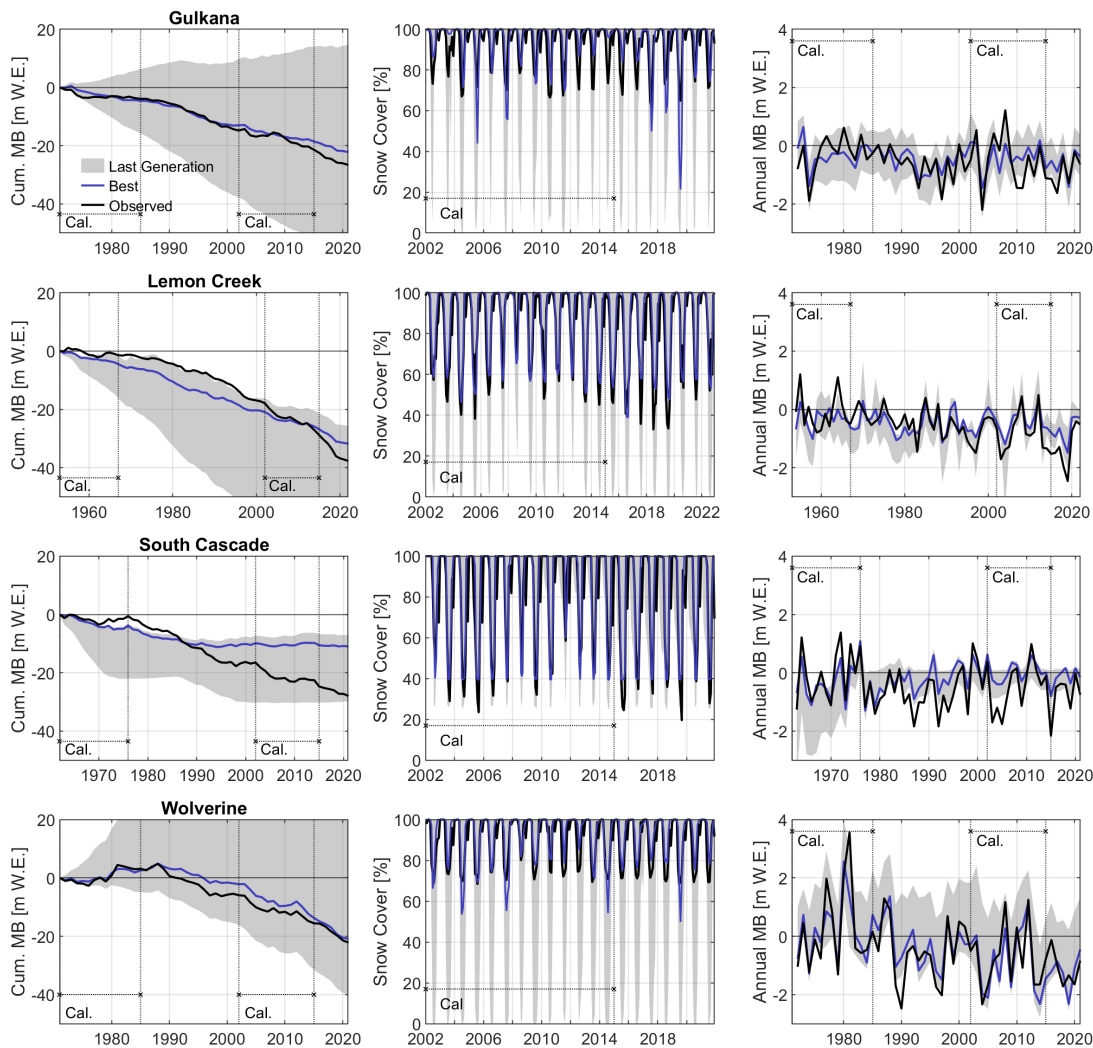 Gulkana
Cum. MB [m W.E.]
20
0
-20
-40
Last Generation
Best
Observed
Cal.
Cal.
1980 1990 2000 2010 2020
Snow Cover [%]
100
80
60
40
20
0
Cal
2002 2006 2010 2014 2018
Annual MB [m W.E.]
4
2
0
-2
Cal.
Cal.
1980 1990 2000 2010 2020
Lemon Creek
Cum. MB [m W.E.]
20
0
-20
-40
Cal.
Cal.
1960 1980 2000 2020
Snow Cover [%]
100
80
60
40
20
0
Cal
2002 2006 2010 2014 2018 2022
Annual MB [m W.E.]
4
2
0
-2
Cal.
Cal.
1960 1980 2000 2020
South Cascade
Cum. MB [m W.E.]
20
0
-20
-40
Cal.
Cal.
1970 1980 1990 2000 2010 2020
Snow Cover [%]
100
80
60
40
20
0
Cal
2002 2006 2010 2014 2018
Annual MB [m W.E.]
4
2
0
-2
Cal.
Cal.
1970 1980 1990 2000 2010 2020
Wolverine
Cum. MB [m W.E.]
20
0
-20
-40
Cal.
Cal.
1980 1990 2000 2010 2020
Snow Cover [%]
100
80
60
40
20
0
Cal
2002 2006 2010 2014 2018
Annual MB [m W.E.]
4
2
0
-2
Cal.
Cal.
1980 1990 2000 2010 2020